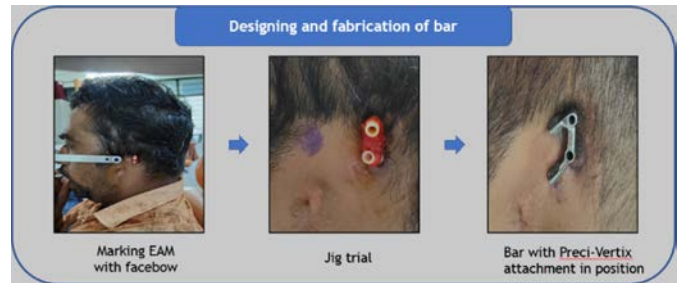 Designing and fabrication of bar
Marking EAM
with facebow
Jig trial
Bar with Preci-Vertix
attachment in position